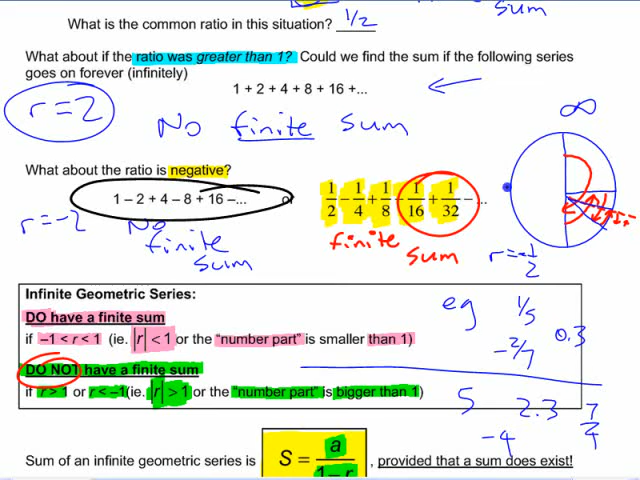 sum
What is the common ratio in this situation? 1/2
What about if the ratio was greater than 1? Could we find the sum if the following series
goes on forever (infinitely)
1 + 2 + 4 + 8 + 16 +...
r = 2
No finite sum
∞
What about the ratio is negative?
1 – 2 + 4 – 8 + 16 –... or 1/2 – 1/4 + 1/8 – 1/16 + 1/32 – ...
r = -2
No finite sum
finite sum
r = -1/2
Infinite Geometric Series:
DO have a finite sum
if –1 < r < 1 (ie. |r| < 1 or the "number part" is smaller than 1)
DO NOT have a finite sum
if r > 1 or r < –1(ie. |r| > 1 or the "number part" is bigger than 1)
eg 1/5
-2/7 0.3
5 2.3 7/4
-4
Sum of an infinite geometric series is S = a/1 – r , provided that a sum does exist!